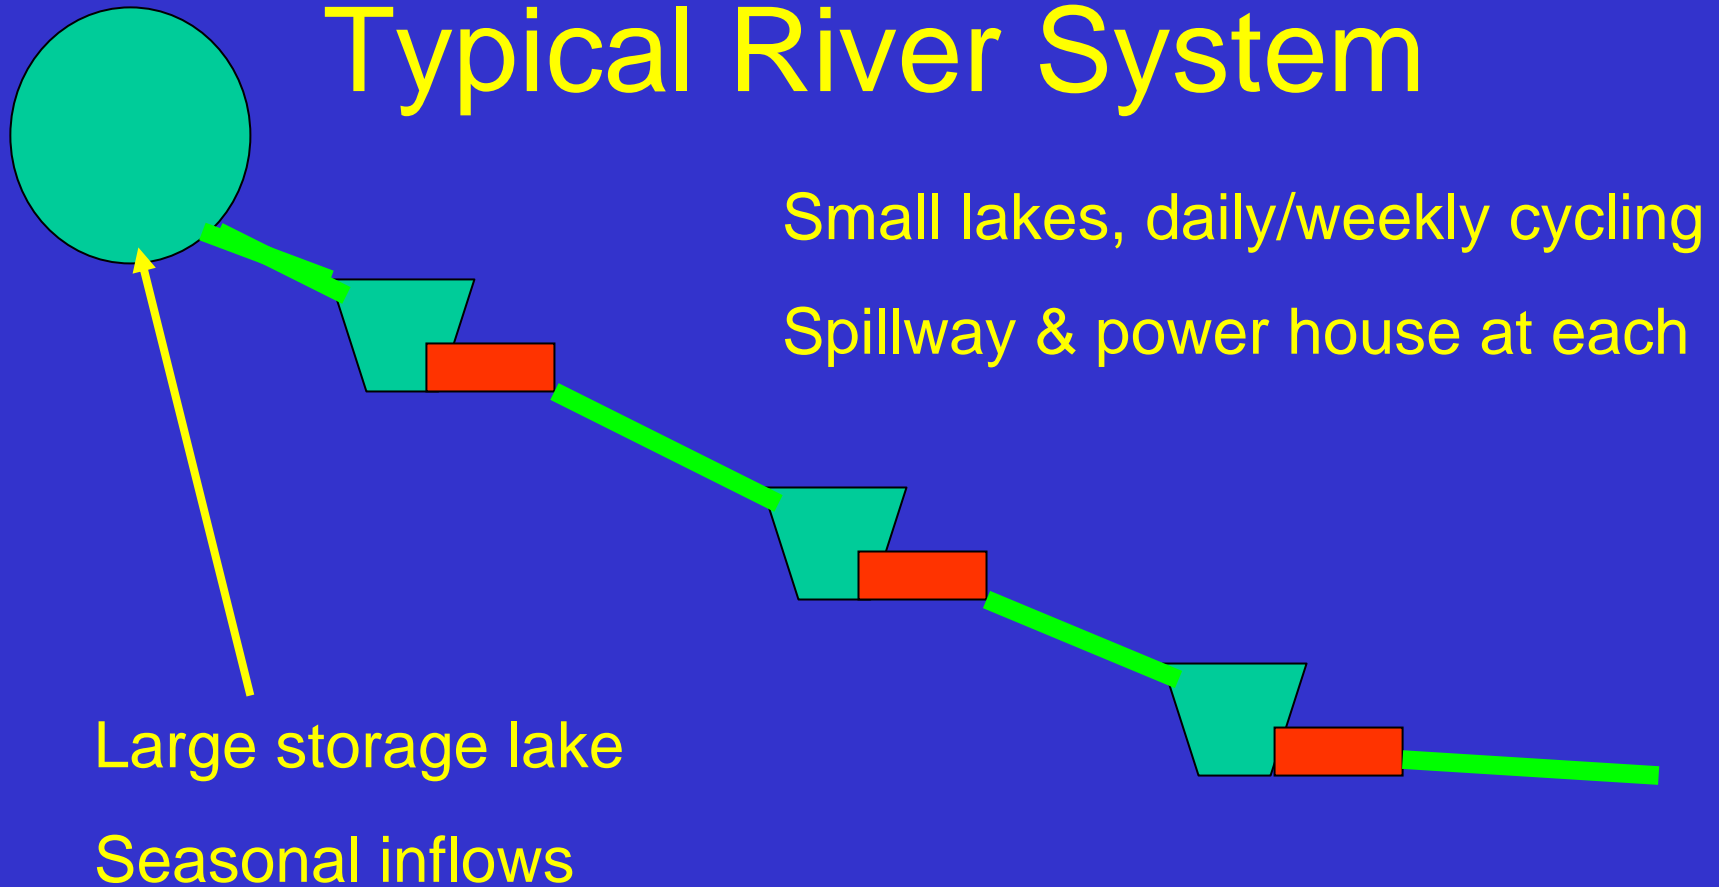 Typical River System
Small lakes, daily/weekly cycling
Spillway & power house at each
Large storage lake
Seasonal inflows